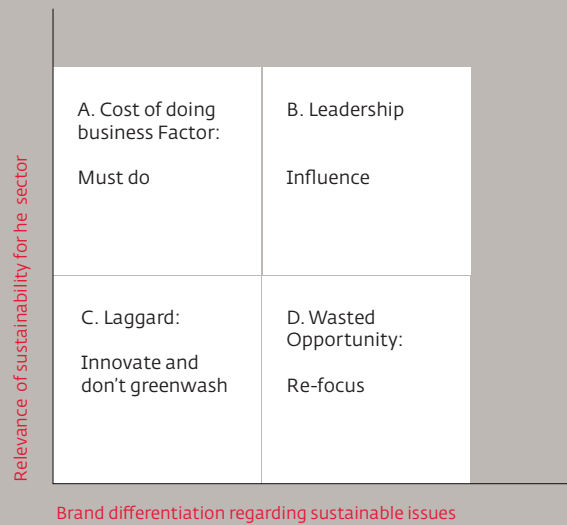 A. Cost of doing
business Factor:
Must do
B. Leadership
Influence
C. Laggard:
Innovate and
don't greenwash
D. Wasted
Opportunity:
Re-focus
Relevance of sustainability for he sector
Brand differentiation regarding sustainable issues